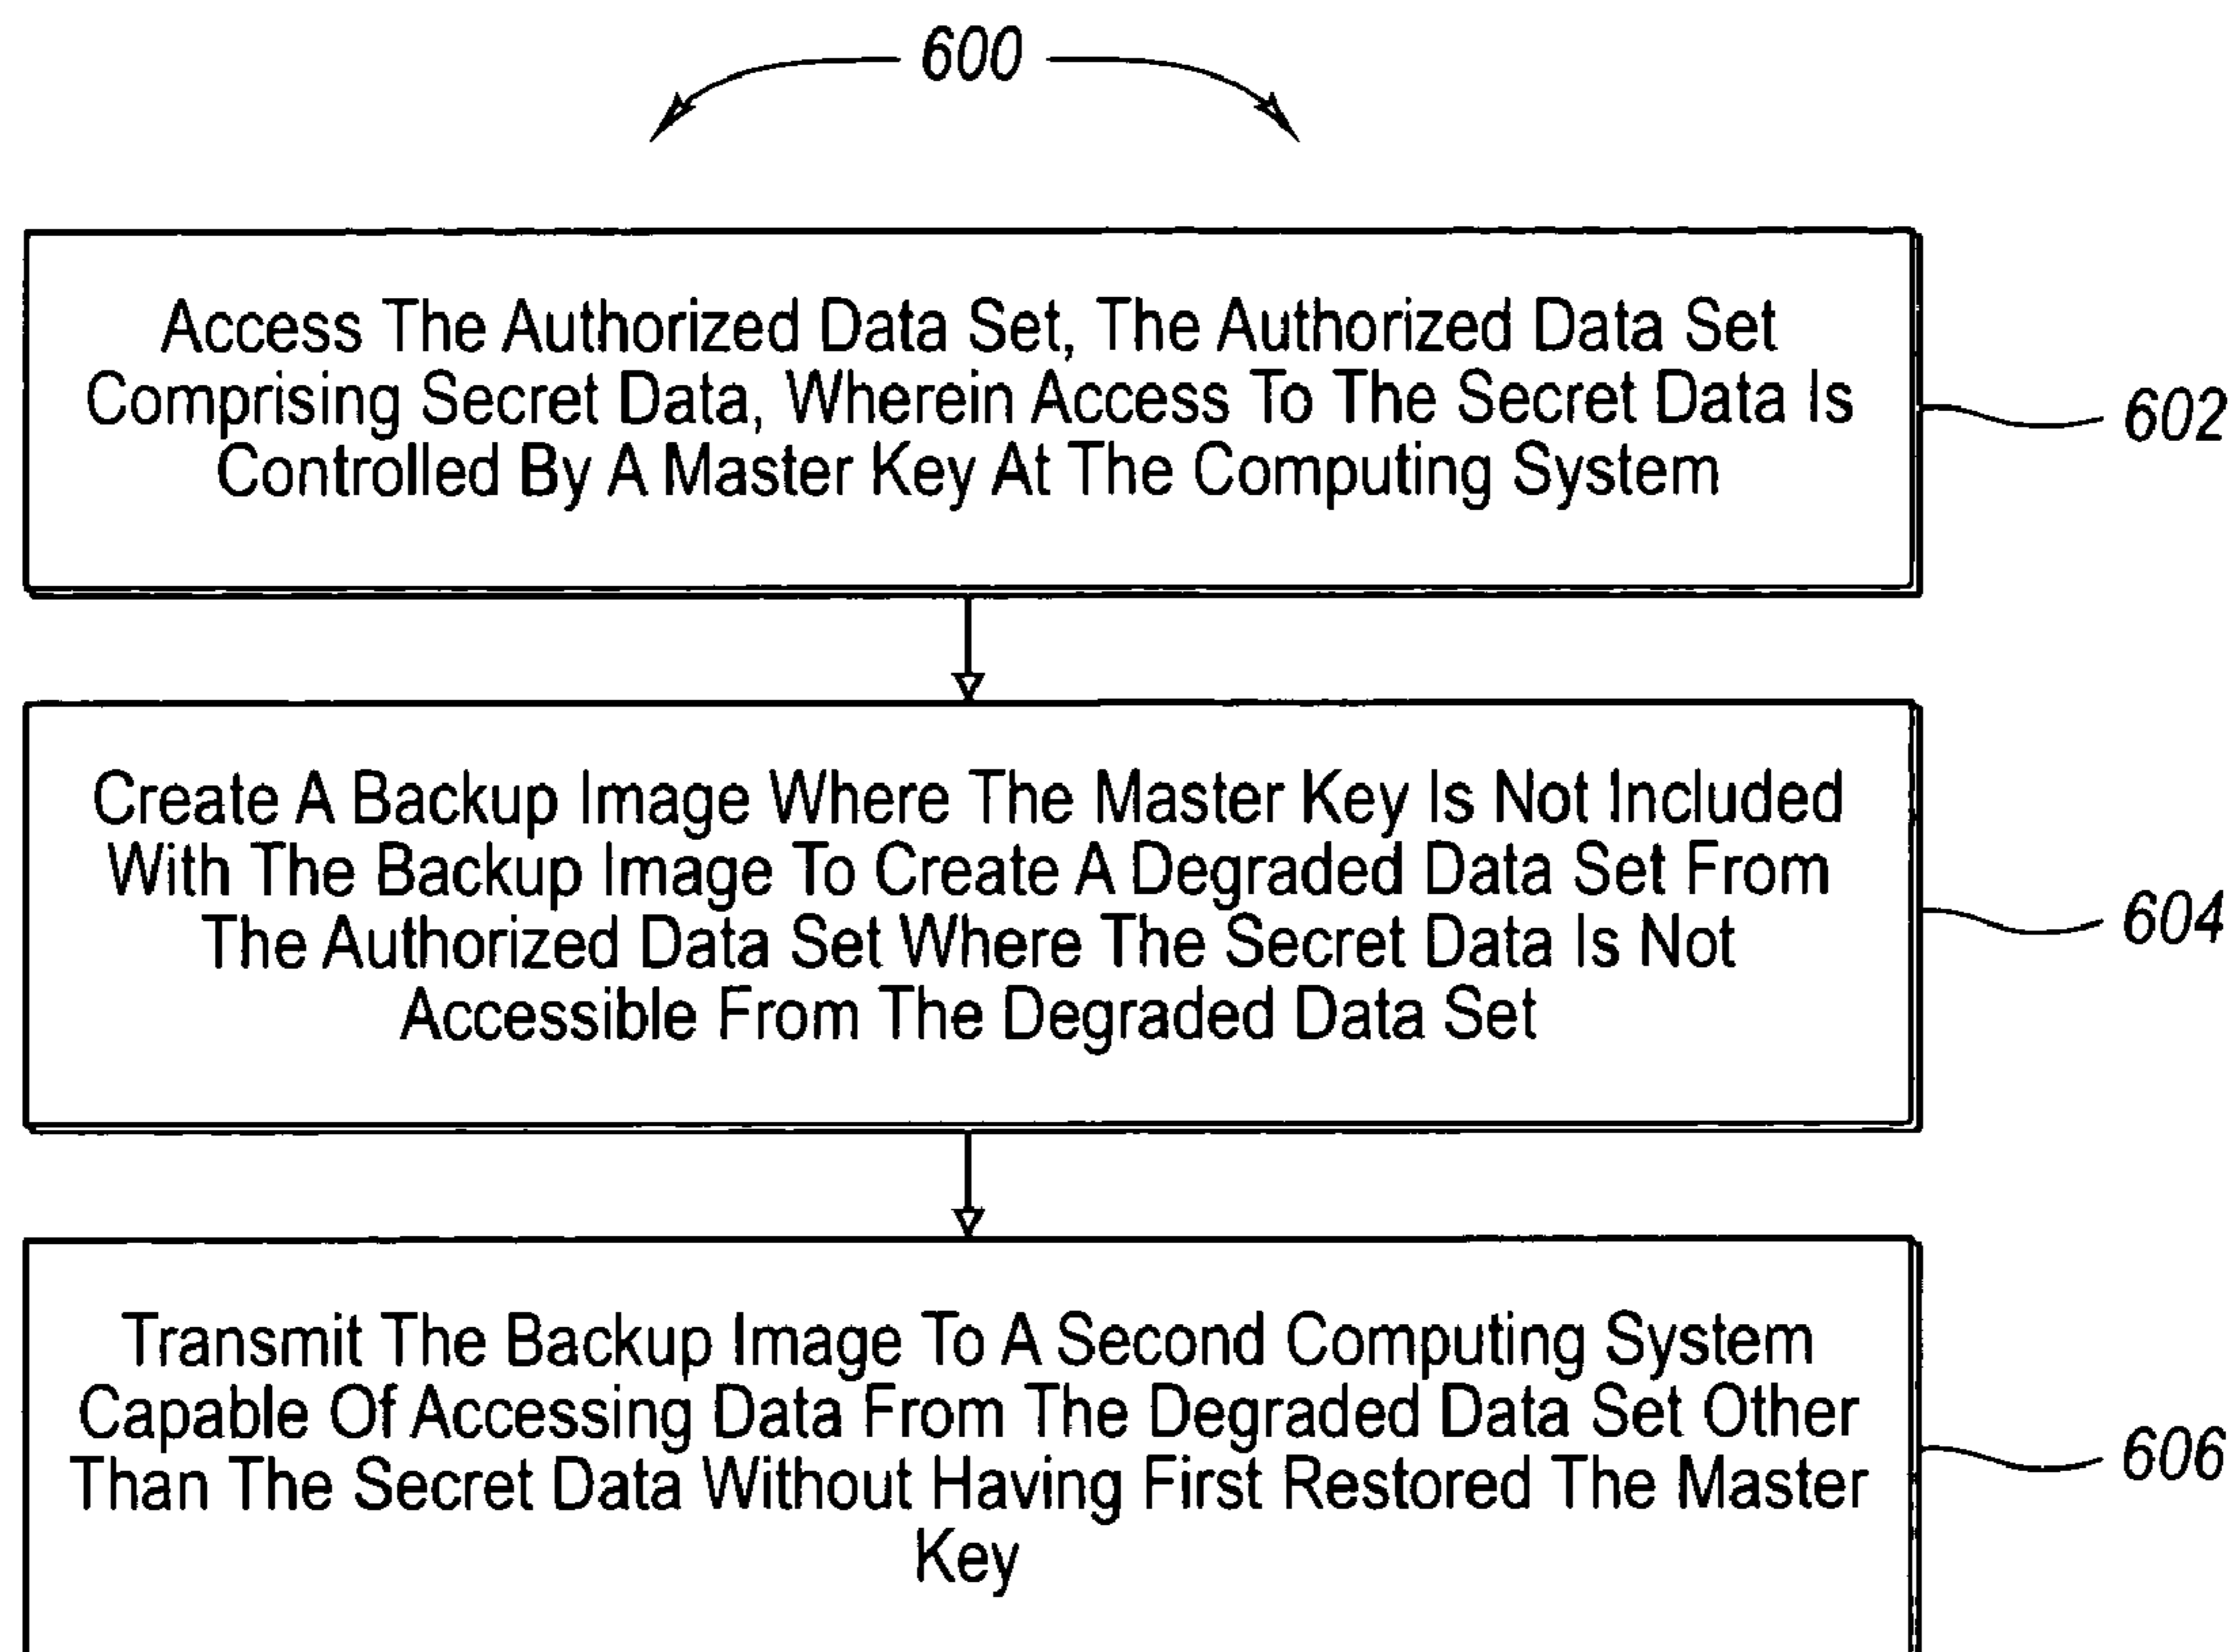 600
Access The Authorized Data Set, The Authorized Data Set
Comprising Secret Data, Wherein Access To The Secret Data Is
Controlled By A Master Key At The Computing System
602
Create A Backup Image Where The Master Key Is Not Included
With The Backup Image To Create A Degraded Data Set From
The Authorized Data Set Where The Secret Data Is Not
Accessible From The Degraded Data Set
604
Transmit The Backup Image To A Second Computing System
Capable Of Accessing Data From The Degraded Data Set Other
Than The Secret Data Without Having First Restored The Master
Key
606